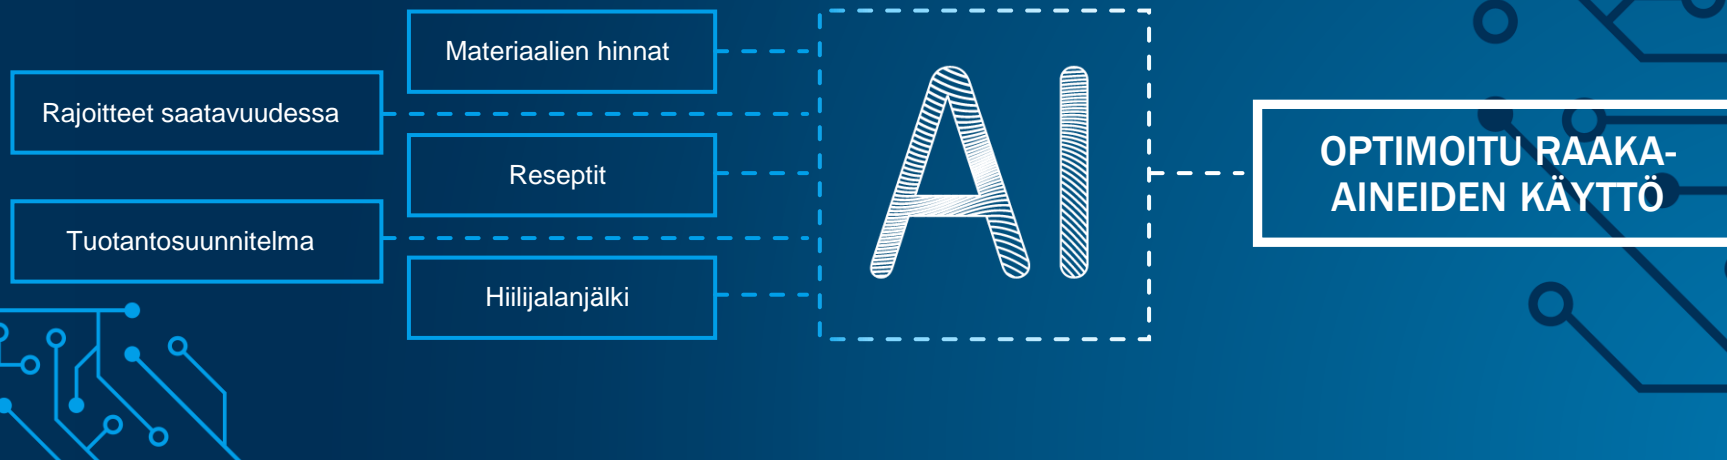 Materiaalien hinnat
Rajoitteet saatavuudessa
Reseptit
Tuotantosuunnitelma
Hiilijalanjälki
AI
OPTIMOITU RAAKA-
AINEIDEN KÄYTTÖ